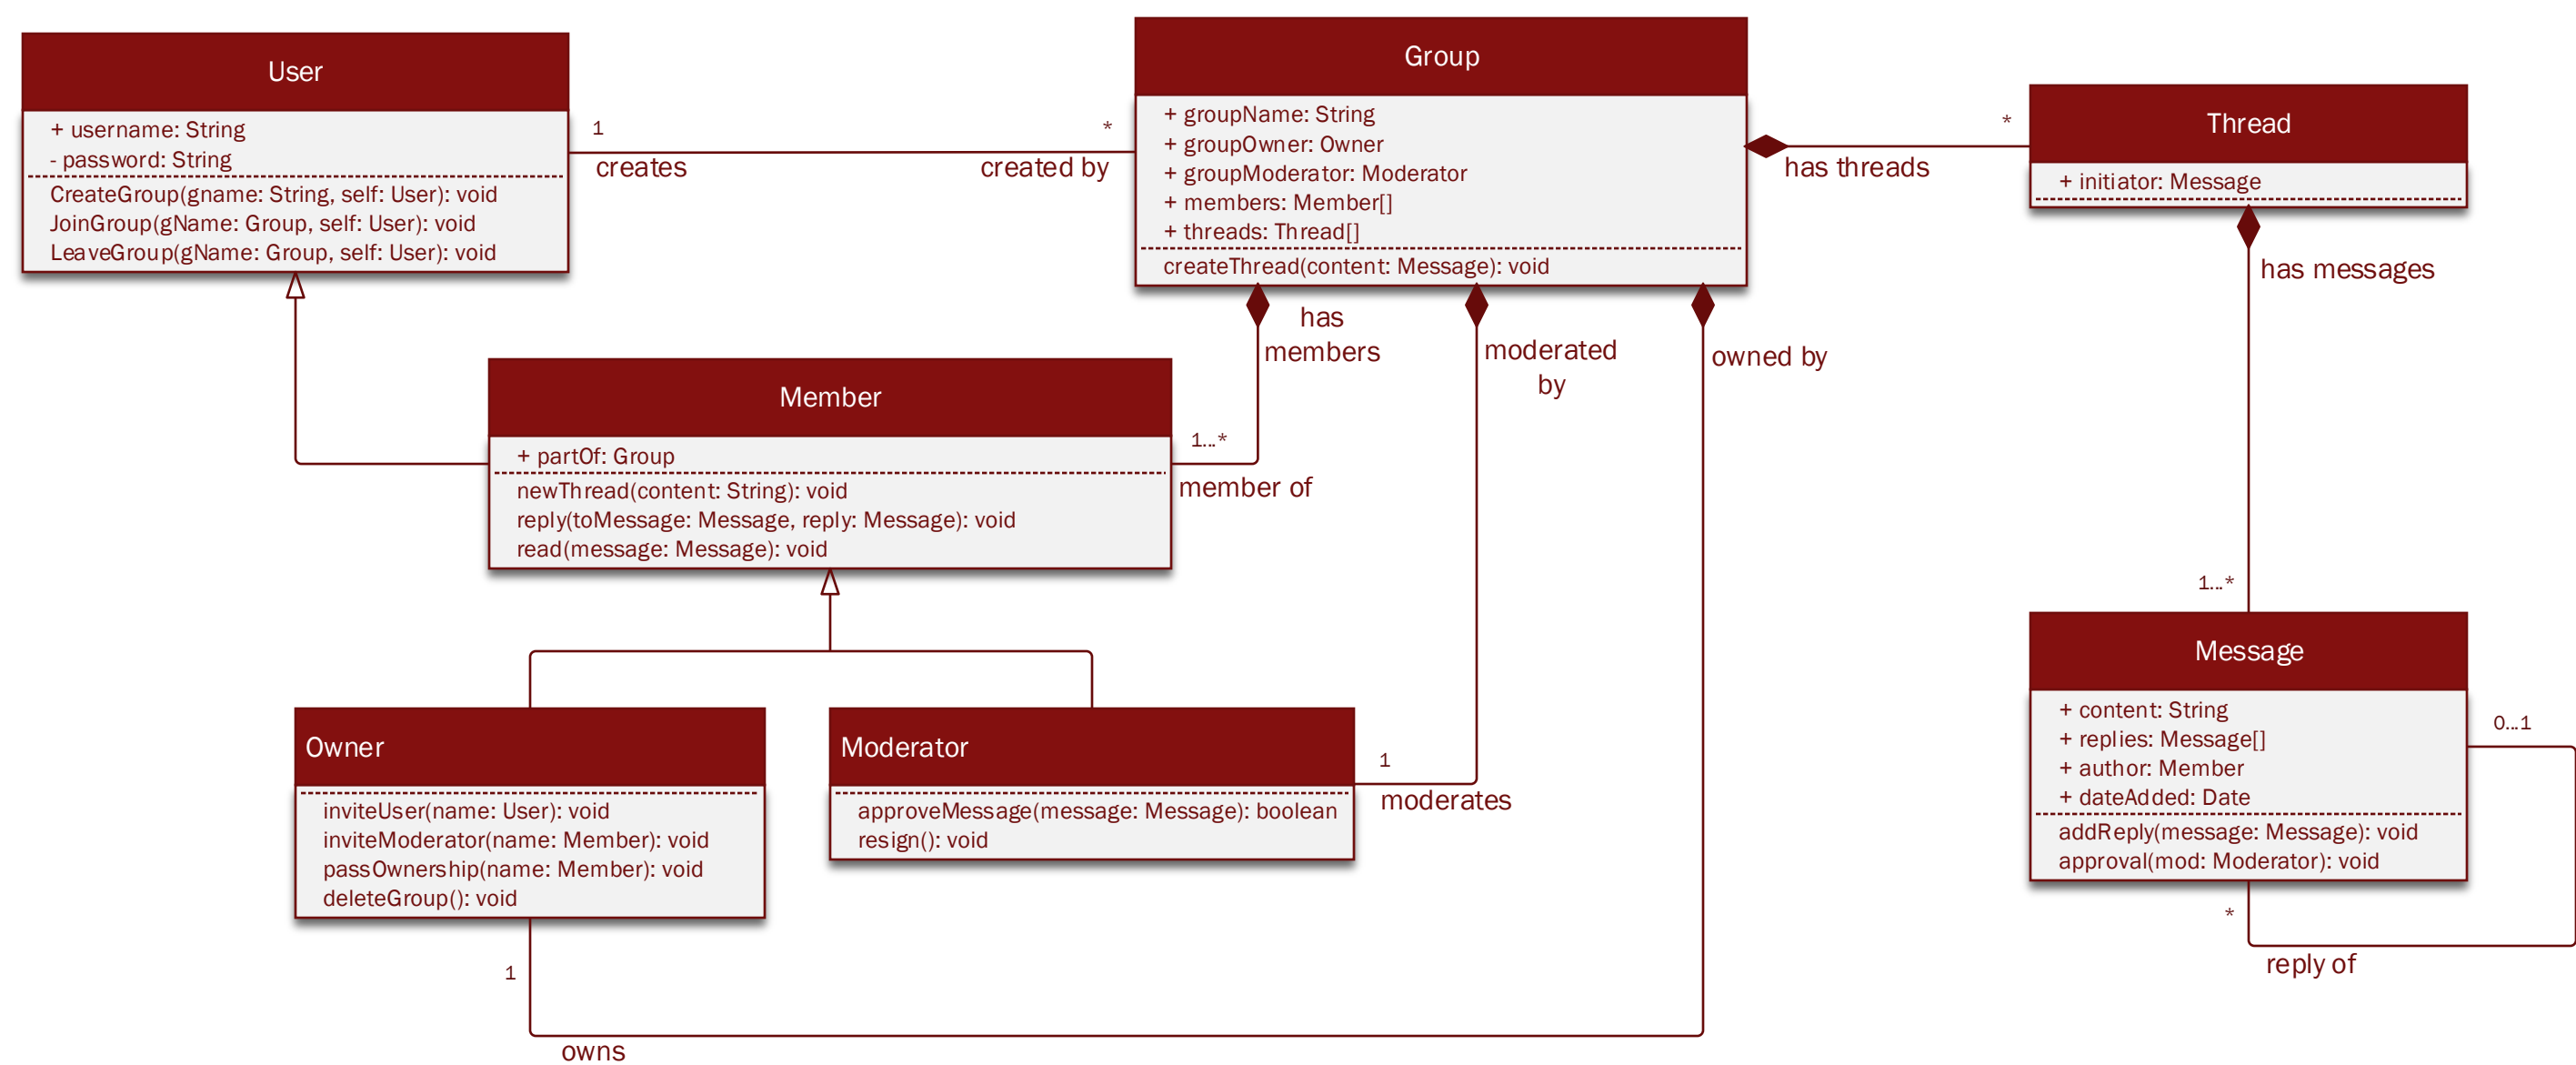 User
+ username: String
- password: String
CreateGroup(gname: String, self: User): void
JoinGroup(gName: Group, self: User): void
LeaveGroup(gName: Group, self: User): void
1
creates
*
created by
Group
+ groupName: String
+ groupOwner: Owner
+ groupModerator: Moderator
+ members: Member[]
+ threads: Thread[]
createThread(content: Message): void
has threads
*
Thread
+ initiator: Message
has messages
1...*
has
members
1...*
member of
moderated
by
owned by
Member
+ partOf: Group
newThread(content: String): void
reply(toMessage: Message, reply: Message): void
read(message: Message): void
Owner
inviteUser(name: User): void
inviteModerator(name: Member): void
passOwnership(name: Member): void
deleteGroup(): void
1
owns
Moderator
approveMessage(message: Message): boolean
resign(): void
1
moderates
Message
+ content: String
+ replies: Message[]
+ author: Member
+ dateAdded: Date
addReply(message: Message): void
approval(mod: Moderator): void
0...1
*
reply of